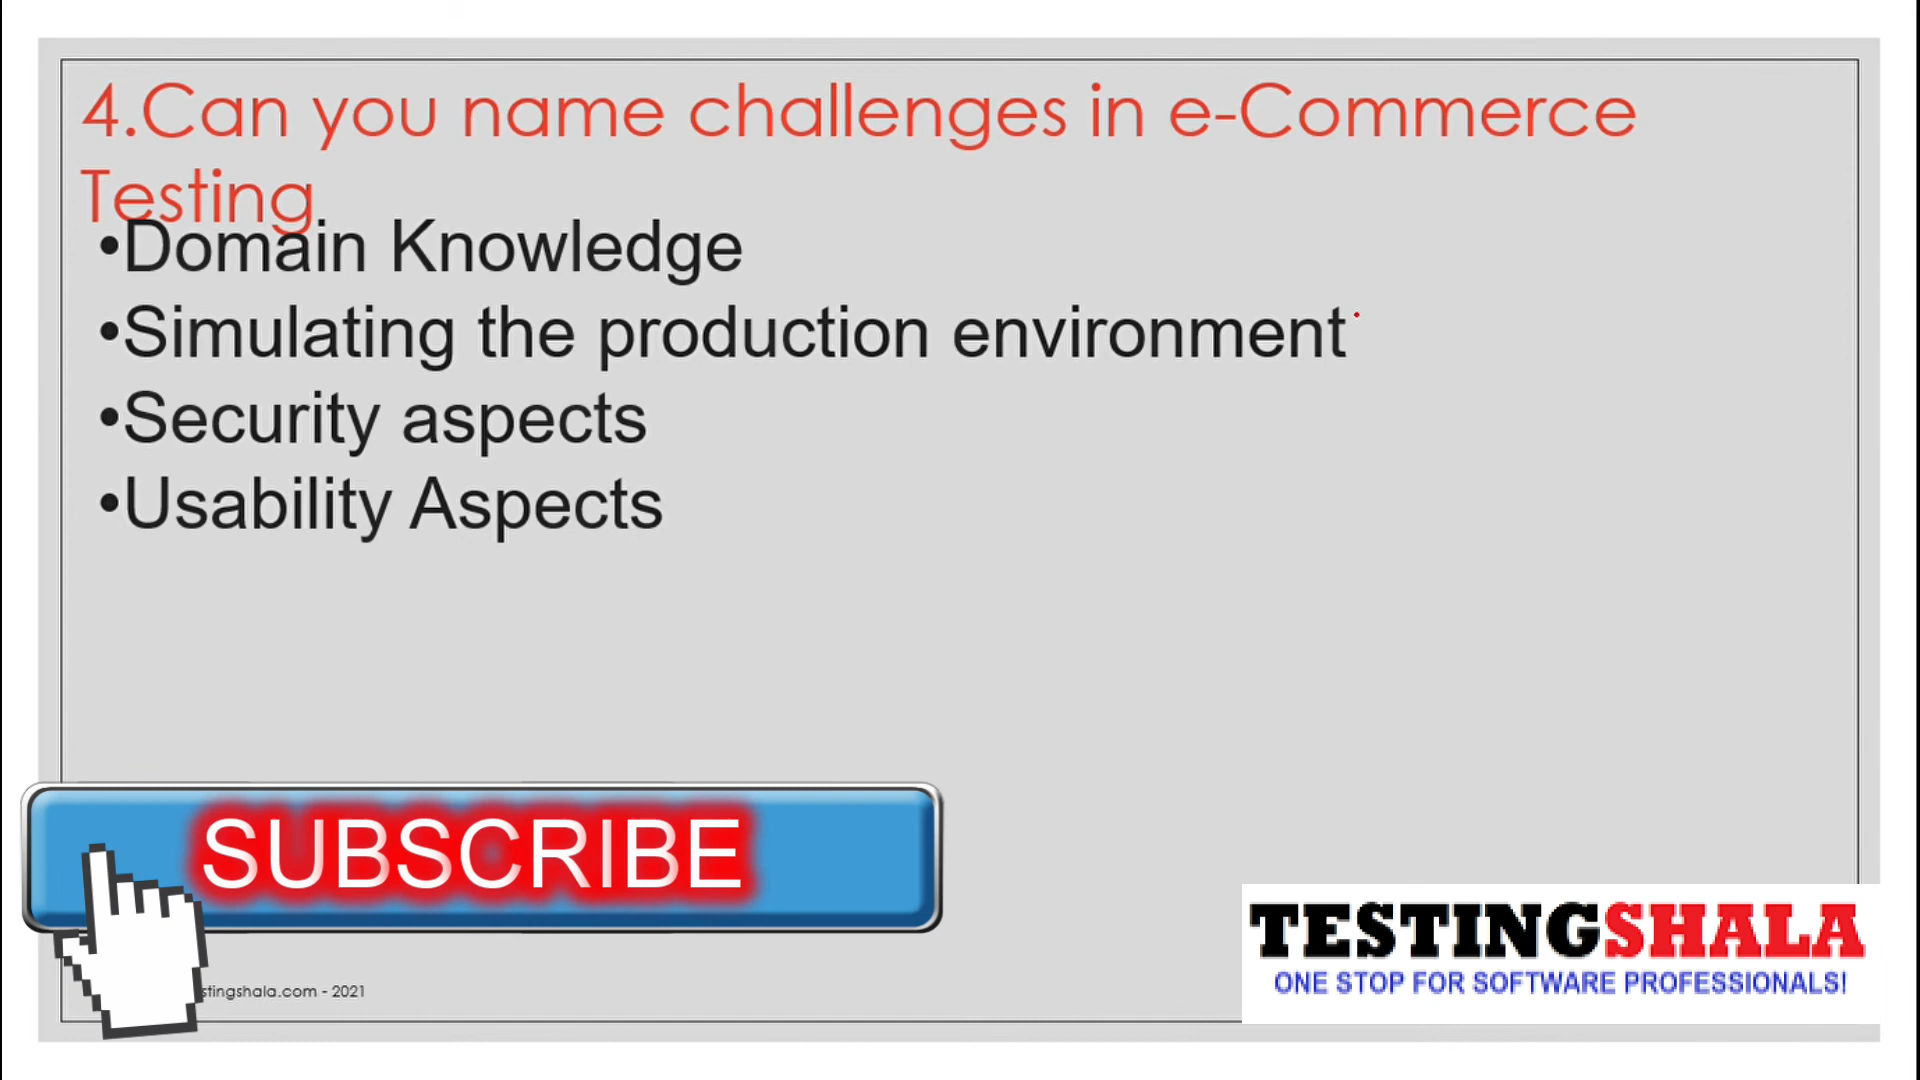 4.Can you name challenges in e-Commerce
Testing
•Domain Knowledge
•Simulating the production environment
•Security aspects
•Usability Aspects
SUBSCRIBE
TESTINGSHALA
ONE STOP FOR SOFTWARE PROFESSIONALS!
stingshala.com - 2021